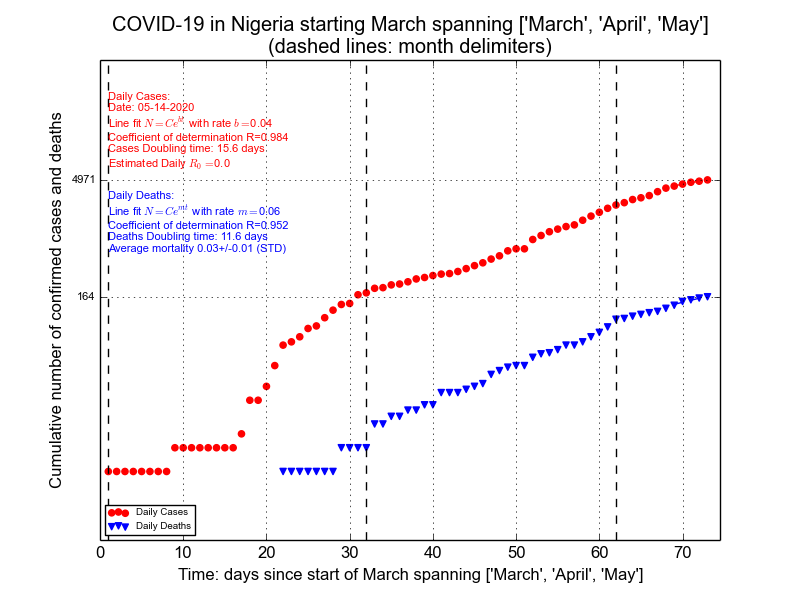 COVID-19 in Nigeria starting March spanning ['March', 'April', 'May']
(dashed lines: month delimiters)
Daily Cases:
Date: 05-14-2020
Line fit N=Ce^{bt} with rate b=0.04
Coefficient of determination R=0.984
Cases Doubling time: 15.6 days
Estimated Daily R_0 =0.0
4971
Daily Deaths:
Line fit N=Ce^{mt} with rate m=0.06
Coefficient of determination R=0.952
Deaths Doubling time: 11.6 days
Average mortality 0.03+/-0.01 (STD)
164
Cumulative number of confirmed cases and deaths
Daily Cases
Daily Deaths
0 10 20 30 40 50 60 70
Time: days since start of March spanning ['March', 'April', 'May']